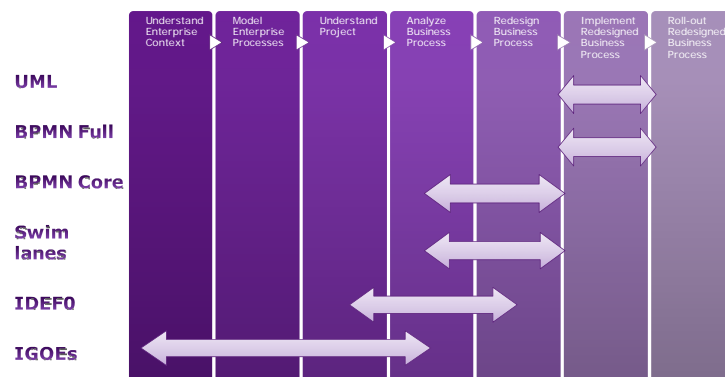 Understand
Enterprise
Context
Model
Enterprise
Processes
Understand
Project
Analyze
Business
Process
Redesign
Business
Process
Implement
Redesigned
Business
Process
Roll-out
Redesigned
Business
Process
UML
BPMN Full
BPMN Core
Swim
lanes
IDEF0
IGOEs